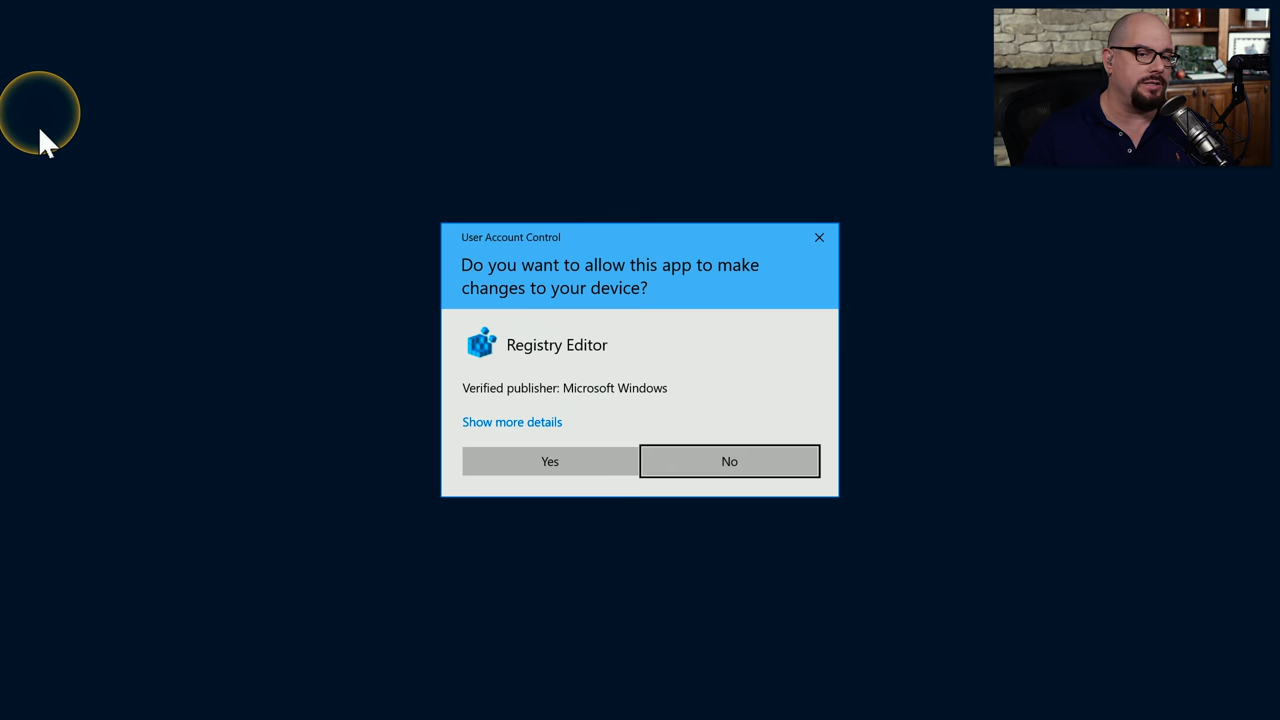 User Account Control
Do you want to allow this app to make
changes to your device?
Registry Editor
Verified publisher: Microsoft Windows
Show more details
Yes
No